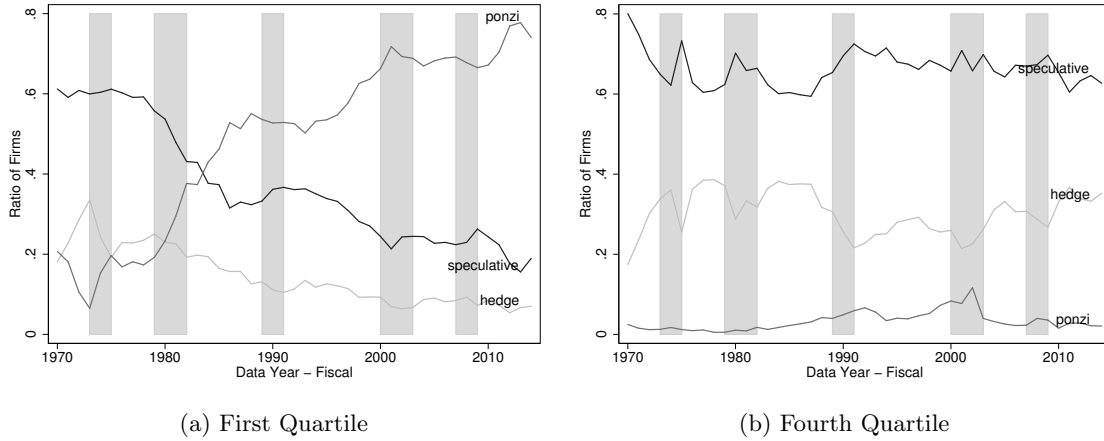 .8
.6
.4
.2
0
Ratio of Firms
ponzi
speculative
hedge
1970
1980
1990
2000
2010
Data Year − Fiscal
(a) First Quartile
.8
.6
.4
.2
0
Ratio of Firms
speculative
hedge
ponzi
1970
1980
1990
2000
2010
Data Year − Fiscal
(b) Fourth Quartile